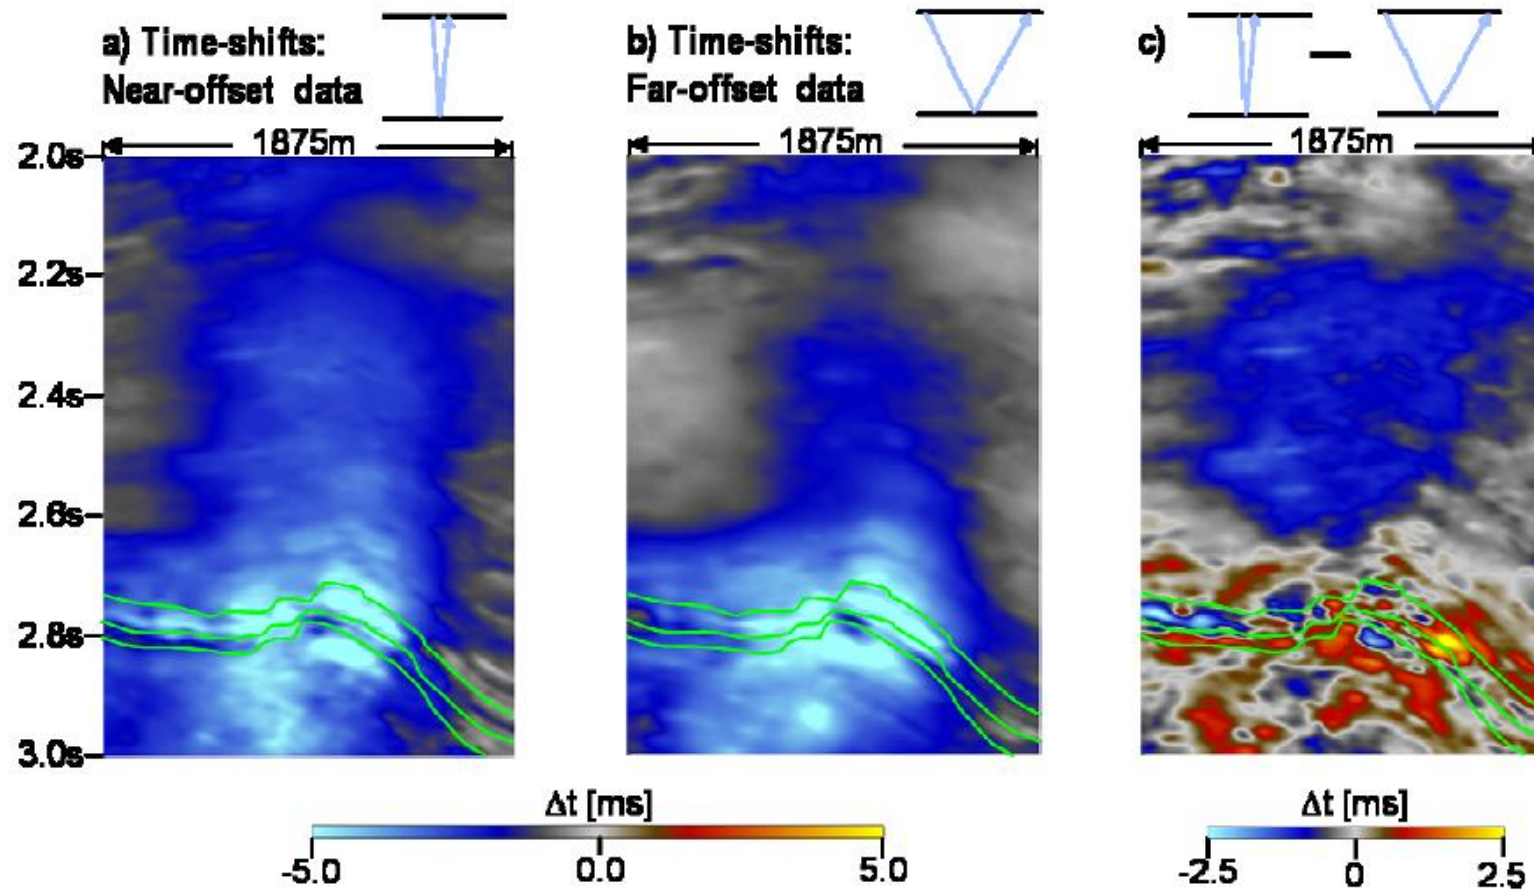 a) Time-shifts:
Near-offset data
b) Time-shifts:
Far-offset data
c)
1875m
1875m
1875m
2.0s
2.2s
2.4s
2.6s
2.8s
3.0s
Δt [ms]
-5.0
0.0
5.0
Δt [ms]
-2.5
0
2.5